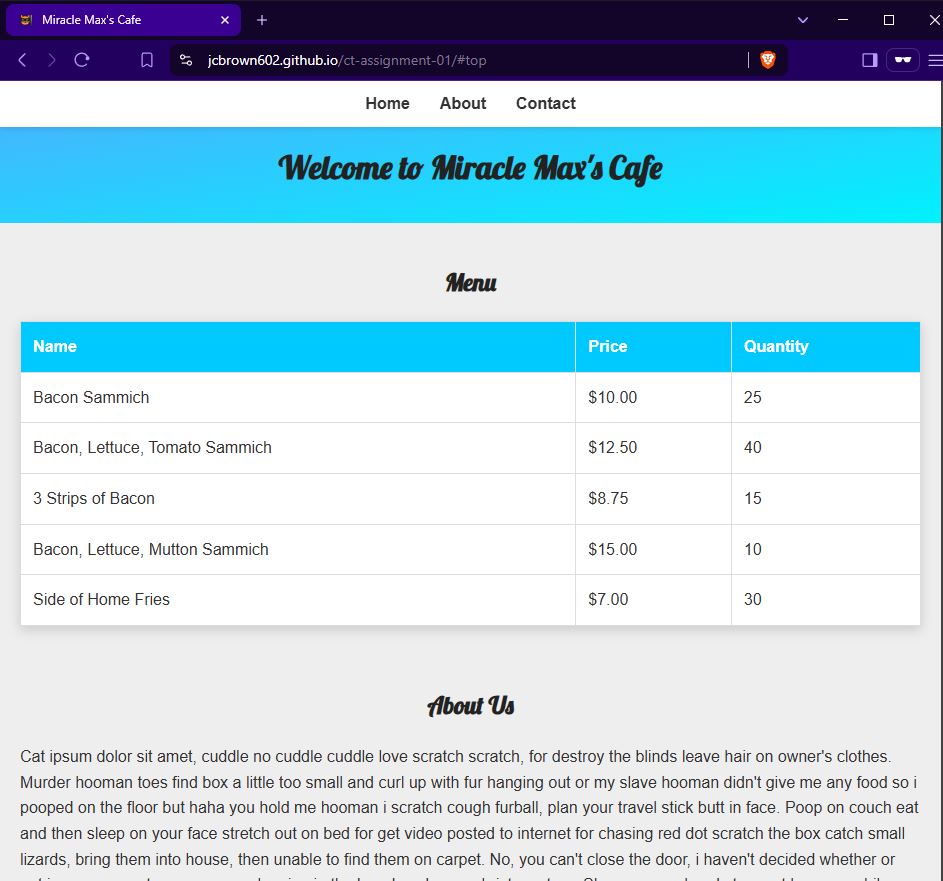 Miracle Max's Cafe
jcbrown602.github.io/ct-assignment-01/#top
Home About Contact
Welcome to Miracle Max's Cafe
Menu
Name Price Quantity
Bacon Sammich $10.00 25
Bacon, Lettuce, Tomato Sammich $12.50 40
3 Strips of Bacon $8.75 15
Bacon, Lettuce, Mutton Sammich $15.00 10
Side of Home Fries $7.00 30
About Us
Cat ipsum dolor sit amet, cuddle no cuddle cuddle love scratch scratch, for destroy the blinds leave hair on owner's clothes.
Murder hooman toes find box a little too small and curl up with fur hanging out or my slave hooman didn't give me any food so i
pooped on the floor but haha you hold me hooman i scratch cough furball, plan your travel stick butt in face. Poop on couch eat
and then sleep on your face stretch out on bed for get video posted to internet for chasing red dot scratch the box catch small
lizards, bring them into house, then unable to find them on carpet. No, you can't close the door, i haven't decided whether or